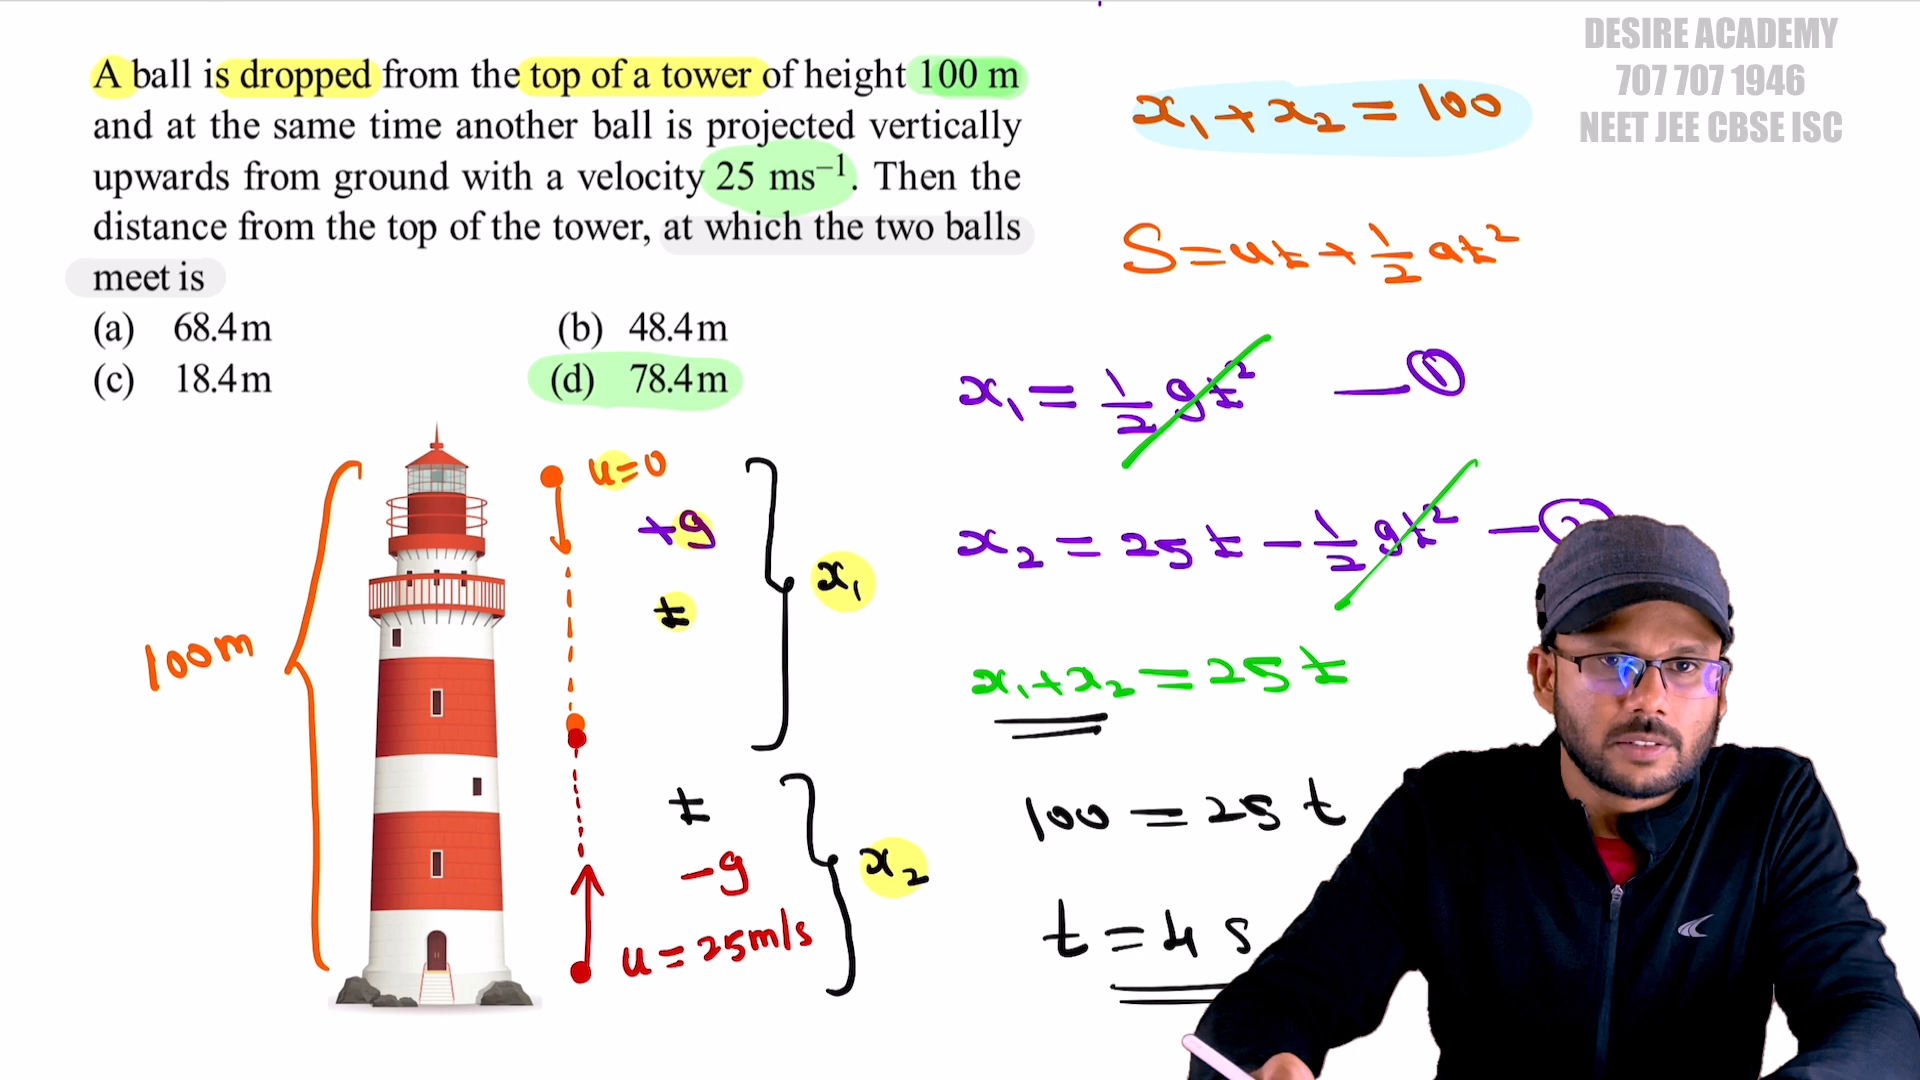 DESIRE ACADEMY
707 707 1946
NEET JEE CBSE ISC
A ball is dropped from the top of a tower of height 100 m
and at the same time another ball is projected vertically
upwards from ground with a velocity 25 ms⁻¹. Then the
distance from the top of the tower, at which the two balls
meet is
(a) 68.4m (b) 48.4m
(c) 18.4m (d) 78.4m
100m
u=0
+g
t
x₁
t
-g
u=25m/s
x₂
x₁+x₂=100
S=ut+½at²
x₁=½gt² —①
x₂=25t-½gt² —
x₁+x₂=25t
100=25t
t=4s